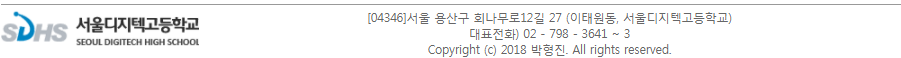 SDHS 서울디지텍고등학교
SEOUL DIGITECH HIGH SCHOOL
[04346]서울 용산구 회나무로12길 27 (이태원동, 서울디지텍고등학교)
대표전화) 02 - 798 - 3641 ~ 3
Copyright (c) 2018 박형진. All rights reserved.